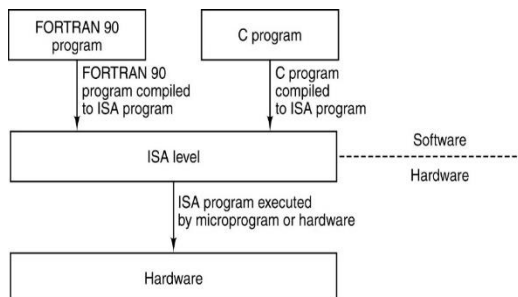 FORTRAN 90
program
C program
FORTRAN 90
program compiled
to ISA program
C program
compiled
to ISA program
ISA level
Software
Hardware
ISA program executed
by microprogram or hardware
Hardware